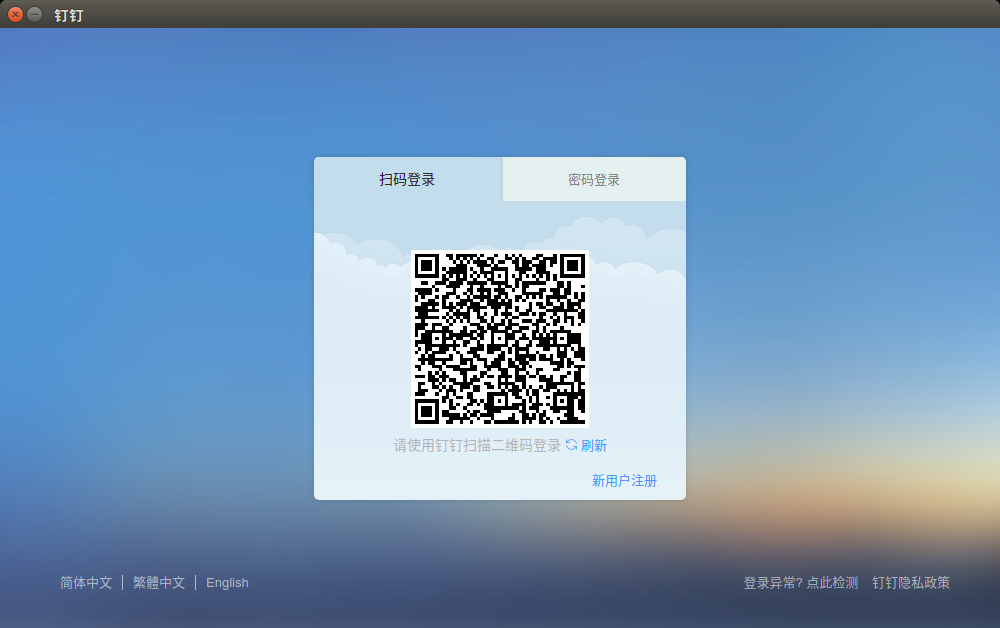 钉钉
扫码登录
密码登录
请使用钉钉扫描二维码登录 刷新
新用户注册
简体中文 | 繁體中文 | English
登录异常? 点此检测 钉钉隐私政策